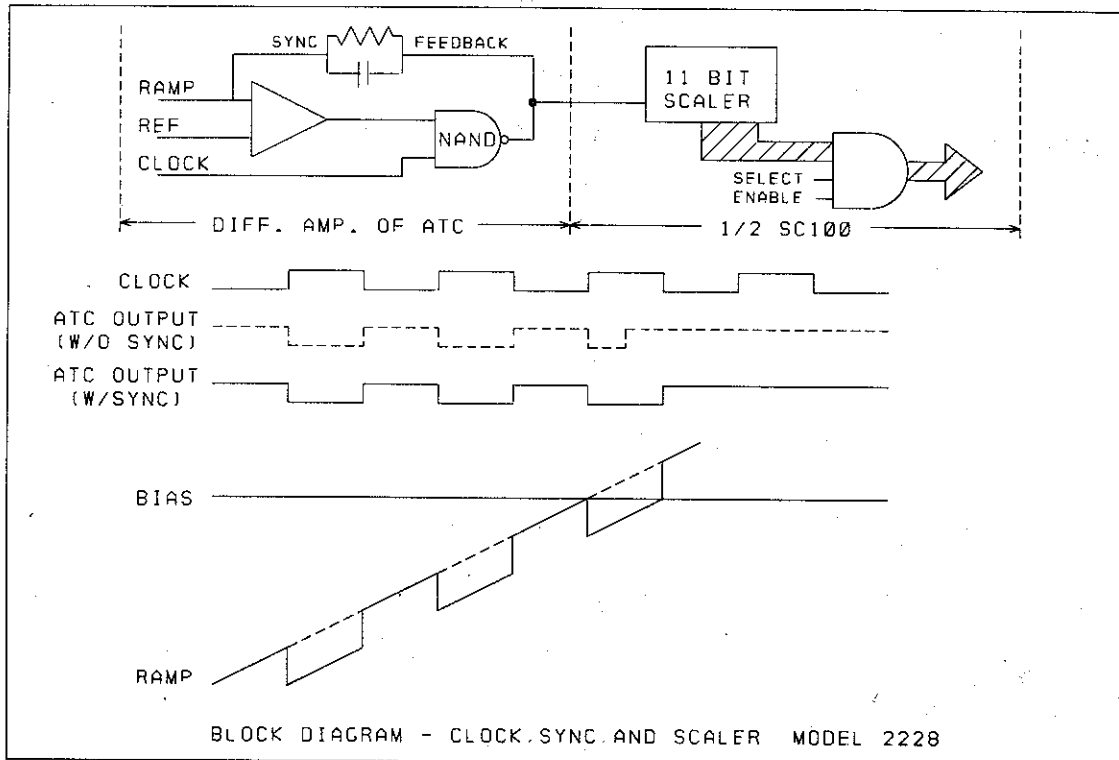 SYNC FEEDBACK
RAMP
REF
CLOCK
NAND
11 BIT
SCALER
SELECT
ENABLE
DIFF. AMP. OF ATC
1/2 SC100
CLOCK
ATC OUTPUT
(W/O SYNC)
ATC OUTPUT
(W/SYNC)
BIAS
RAMP
BLOCK DIAGRAM - CLOCK.SYNC.AND SCALER MODEL 2228